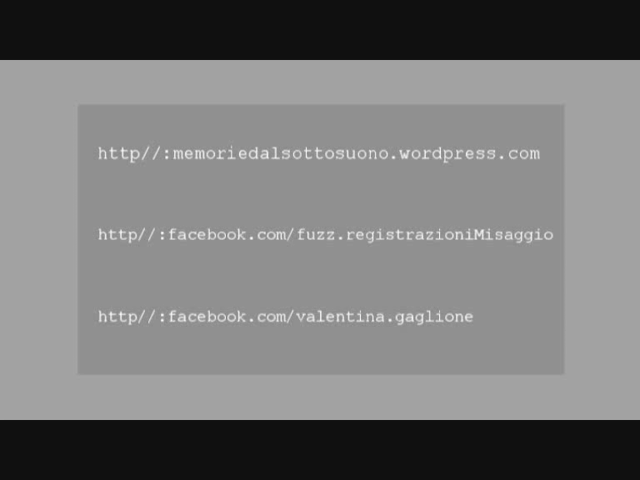 http//:memoriedalsottosuono.wordpress.com
http//:facebook.com/fuzz.registrazioniMisaggio
http//:facebook.com/valentina.gaglione